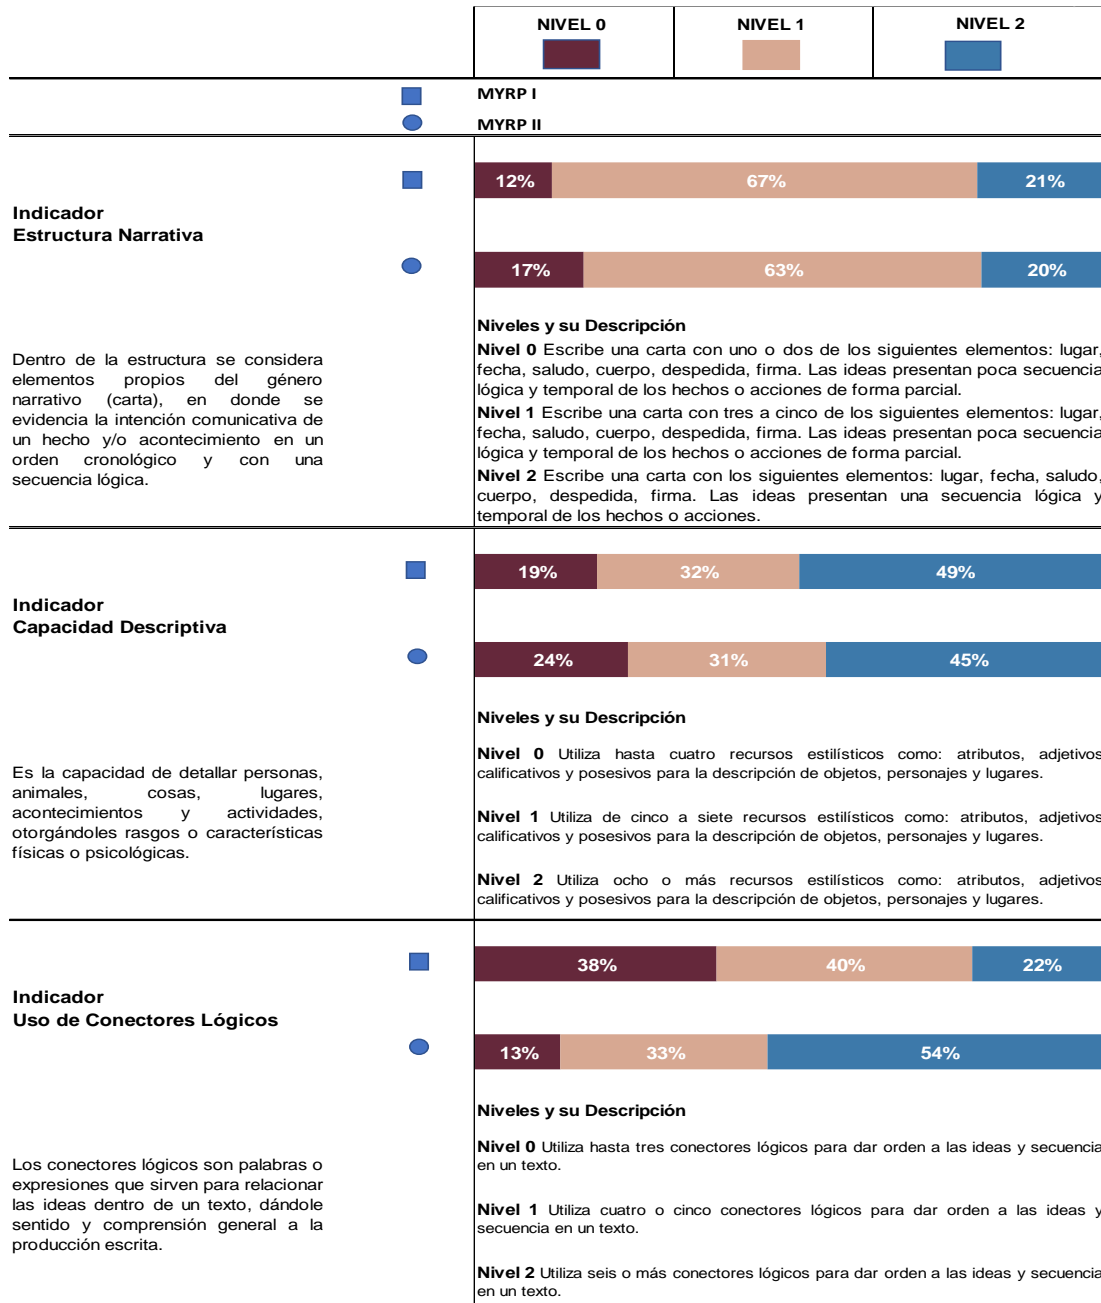 NIVEL 0 NIVEL 1 NIVEL 2
MYRP I
MYRP II
12% 67% 21%
Indicador
Estructura Narrativa
17% 63% 20%
Dentro de la estructura se considera
elementos propios del género
narrativo (carta), en donde se
evidencia la intención comunicativa de
un hecho y/o acontecimiento en un
orden cronológico y con una
secuencia lógica.
Niveles y su Descripción
Nivel 0 Escribe una carta con uno o dos de los siguientes elementos: lugar,
fecha, saludo, cuerpo, despedida, firma. Las ideas presentan poca secuencia
lógica y temporal de los hechos o acciones de forma parcial.
Nivel 1 Escribe una carta con tres a cinco de los siguientes elementos: lugar,
fecha, saludo, cuerpo, despedida, firma. Las ideas presentan poca secuencia
lógica y temporal de los hechos o acciones de forma parcial.
Nivel 2 Escribe una carta con los siguientes elementos: lugar, fecha, saludo,
cuerpo, despedida, firma. Las ideas presentan una secuencia lógica y
temporal de los hechos o acciones.
19% 32% 49%
Indicador
Capacidad Descriptiva
24% 31% 45%
Es la capacidad de detallar personas,
animales, cosas, lugares,
acontecimientos y actividades,
otorgándoles rasgos o características
físicas o psicológicas.
Niveles y su Descripción
Nivel 0 Utiliza hasta cuatro recursos estilísticos como: atributos, adjetivos
calificativos y posesivos para la descripción de objetos, personajes y lugares.
Nivel 1 Utiliza de cinco a siete recursos estilísticos como: atributos, adjetivos
calificativos y posesivos para la descripción de objetos, personajes y lugares.
Nivel 2 Utiliza ocho o más recursos estilísticos como: atributos, adjetivos
calificativos y posesivos para la descripción de objetos, personajes y lugares.
38% 40% 22%
Indicador
Uso de Conectores Lógicos
13% 33% 54%
Los conectores lógicos son palabras o
expresiones que sirven para relacionar
las ideas dentro de un texto, dándole
sentido y comprensión general a la
producción escrita.
Niveles y su Descripción
Nivel 0 Utiliza hasta tres conectores lógicos para dar orden a las ideas y secuencia
en un texto.
Nivel 1 Utiliza cuatro o cinco conectores lógicos para dar orden a las ideas y
secuencia en un texto.
Nivel 2 Utiliza seis o más conectores lógicos para dar orden a las ideas y secuencia
en un texto.